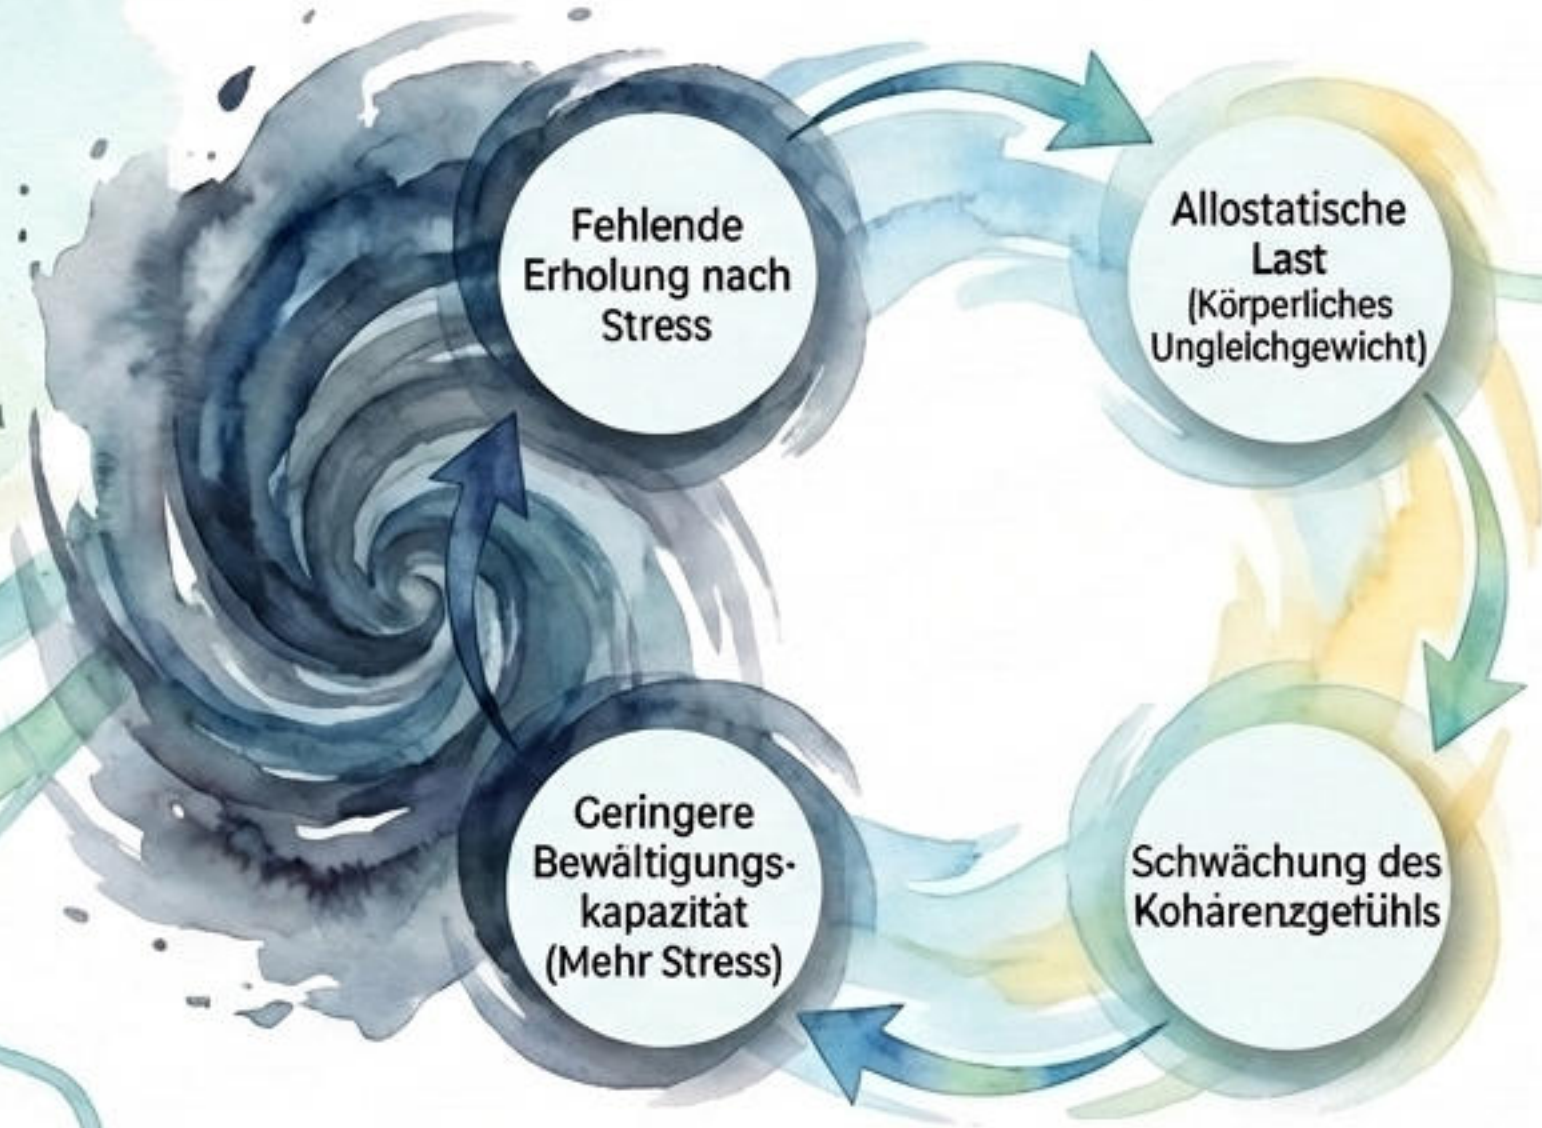 Fehlende
Erholung nach
Stress
Allostatische
Last
(Körperliches
Ungleichgewicht)
Schwächung des
Kohärenzgefühls
Geringere
Bewältigungs-
kapazität
(Mehr Stress)